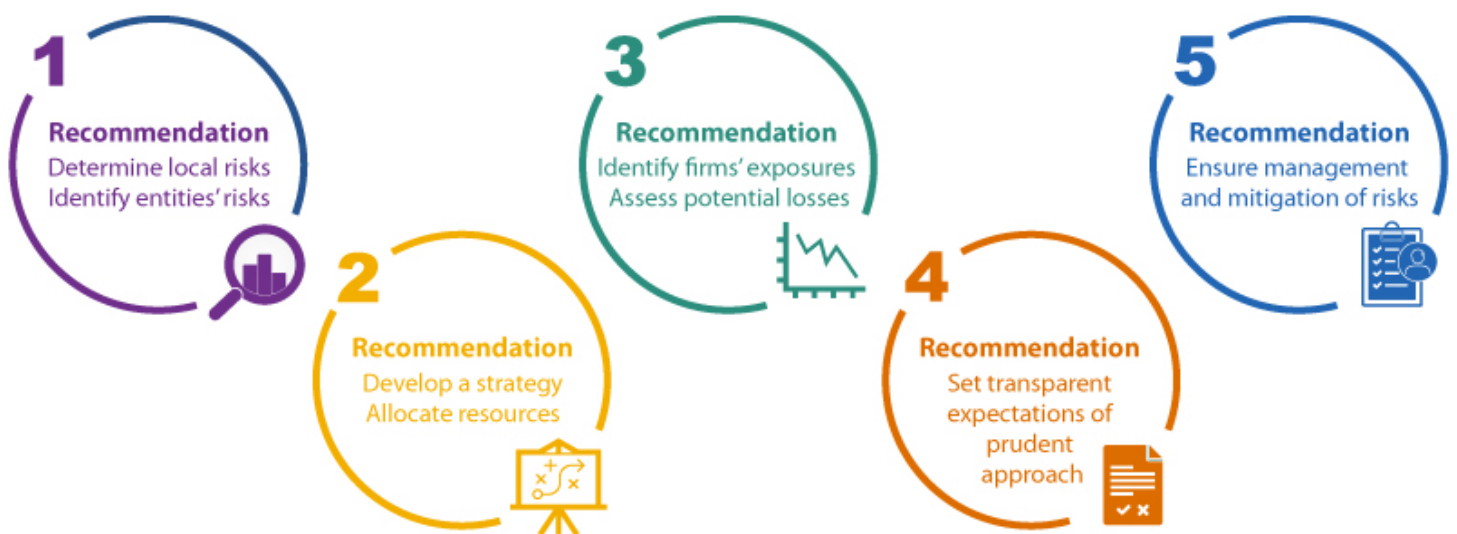 1
Recommendation
Determine local risks
Identify entities’ risks
2
Recommendation
Develop a strategy
Allocate resources
3
Recommendation
Identify firms’ exposures
Assess potential losses
4
Recommendation
Set transparent
expectations of
prudent
approach
5
Recommendation
Ensure management
and mitigation of risks